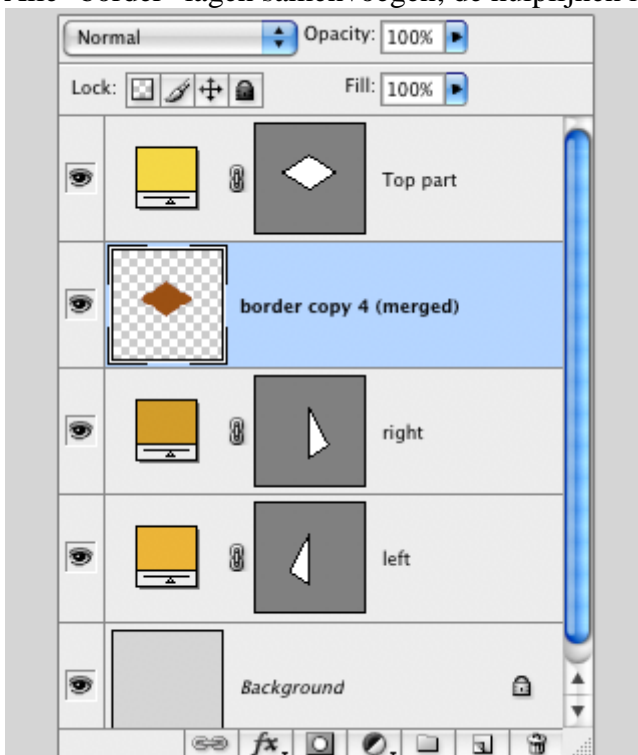 Normal Opacity: 100%
Lock: Fill: 100%
Top part
border copy 4 (merged)
right
left
Background